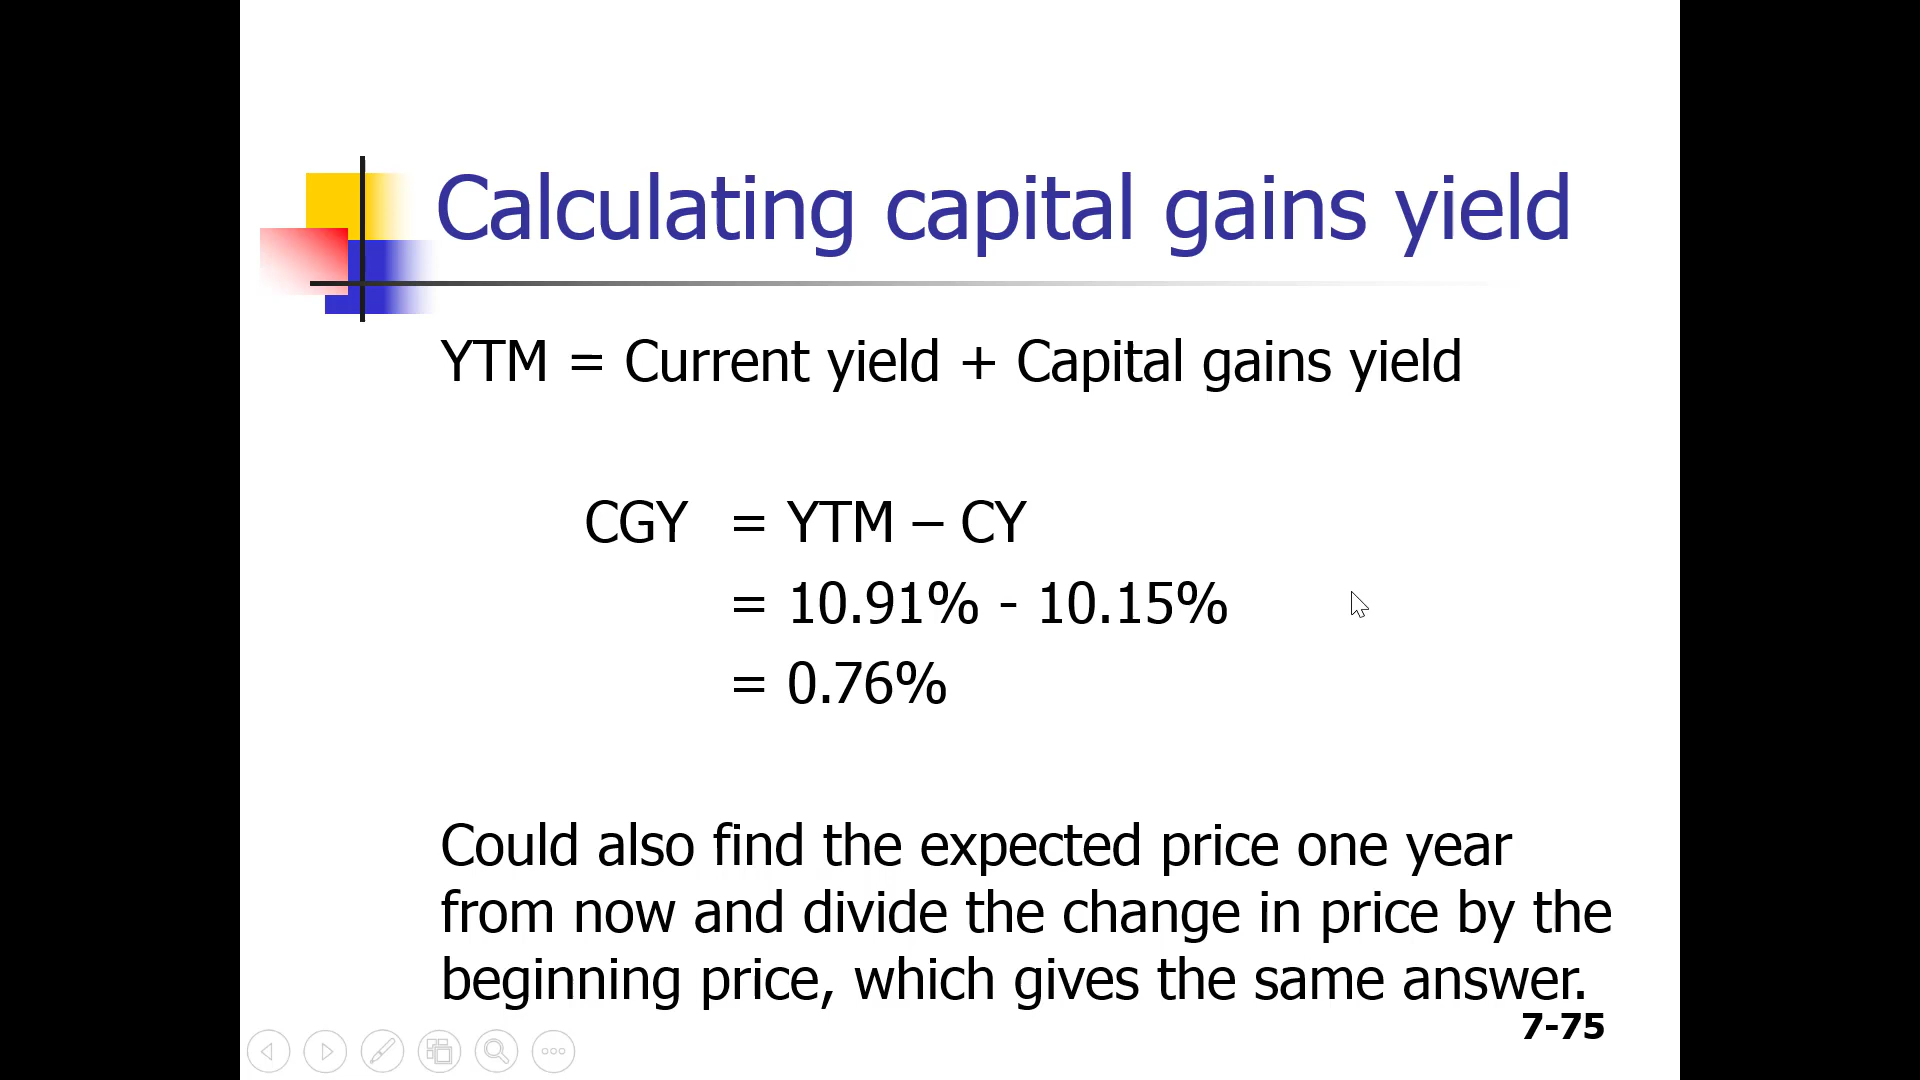 Calculating capital gains yield
YTM = Current yield + Capital gains yield
CGY = YTM – CY
= 10.91% - 10.15%
= 0.76%
Could also find the expected price one year
from now and divide the change in price by the
beginning price, which gives the same answer.
7-75